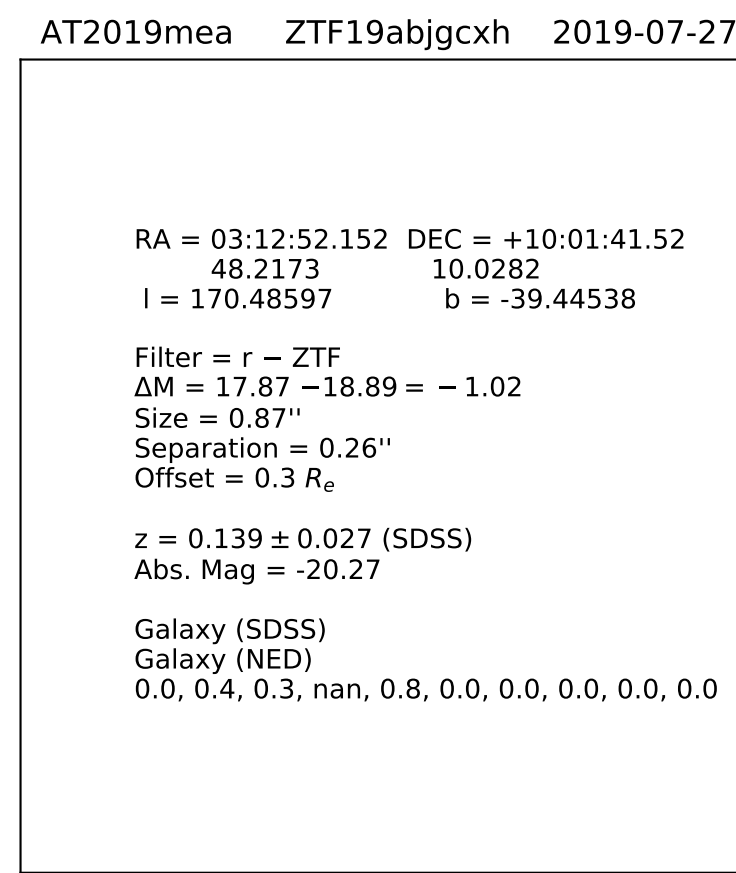 AT2019mea ZTF19abjgcxh 2019-07-27
RA = 03:12:52.152 DEC = +10:01:41.52
48.2173 10.0282
l = 170.48597 b = -39.44538
Filter = r − ZTF
ΔM = 17.87 −18.89 = − 1.02
Size = 0.87''
Separation = 0.26''
Offset = 0.3 Rₑ
z = 0.139 ± 0.027 (SDSS)
Abs. Mag = -20.27
Galaxy (SDSS)
Galaxy (NED)
0.0, 0.4, 0.3, nan, 0.8, 0.0, 0.0, 0.0, 0.0, 0.0